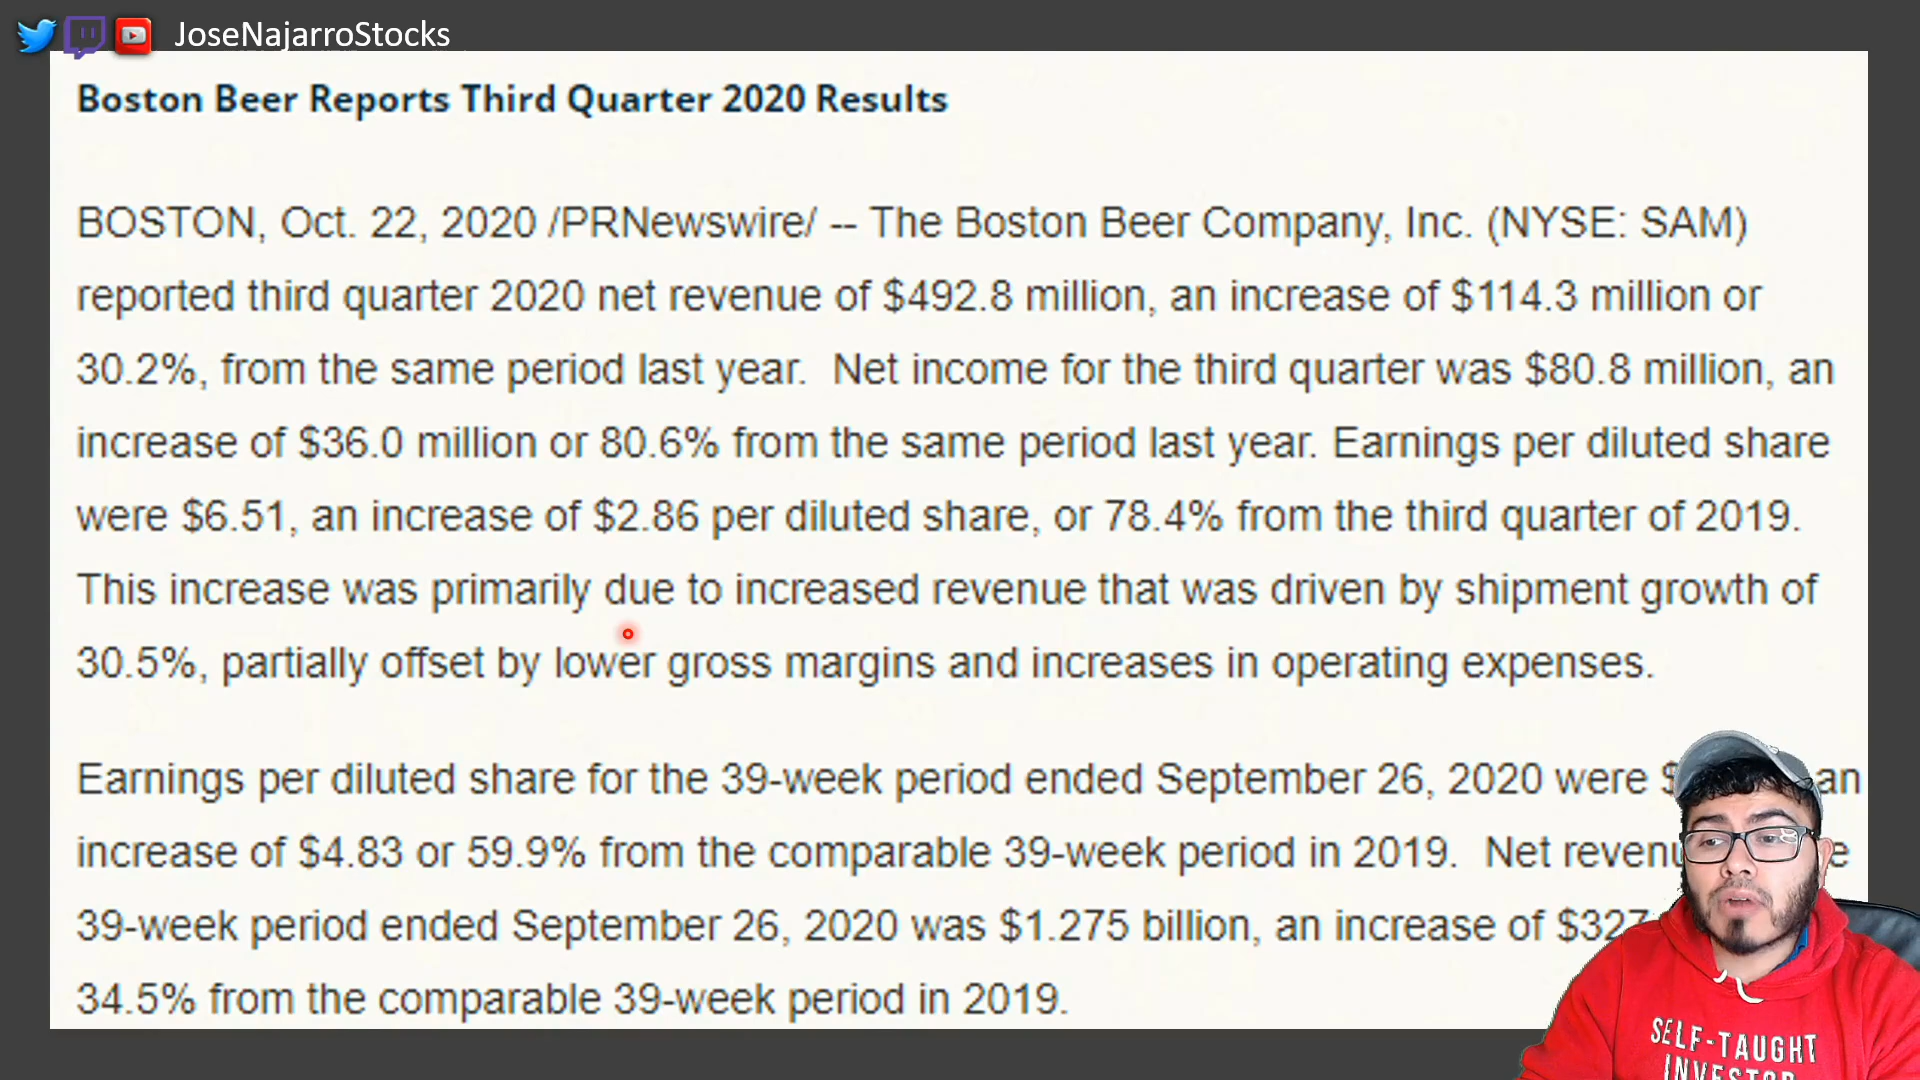 JoseNajarroStocks
Boston Beer Reports Third Quarter 2020 Results
BOSTON, Oct. 22, 2020 /PRNewswire/ -- The Boston Beer Company, Inc. (NYSE: SAM)
reported third quarter 2020 net revenue of $492.8 million, an increase of $114.3 million or
30.2%, from the same period last year.  Net income for the third quarter was $80.8 million, an
increase of $36.0 million or 80.6% from the same period last year. Earnings per diluted share
were $6.51, an increase of $2.86 per diluted share, or 78.4% from the third quarter of 2019.
This increase was primarily due to increased revenue that was driven by shipment growth of
30.5%, partially offset by lower gross margins and increases in operating expenses.
Earnings per diluted share for the 39-week period ended September 26, 2020 were $ an
increase of $4.83 or 59.9% from the comparable 39-week period in 2019.  Net
39-week period ended September 26, 2020 was $1.275 billion, an increase of $327
34.5% from the comparable 39-week period in 2019.
SELF-TAUGHT
INVESTOR